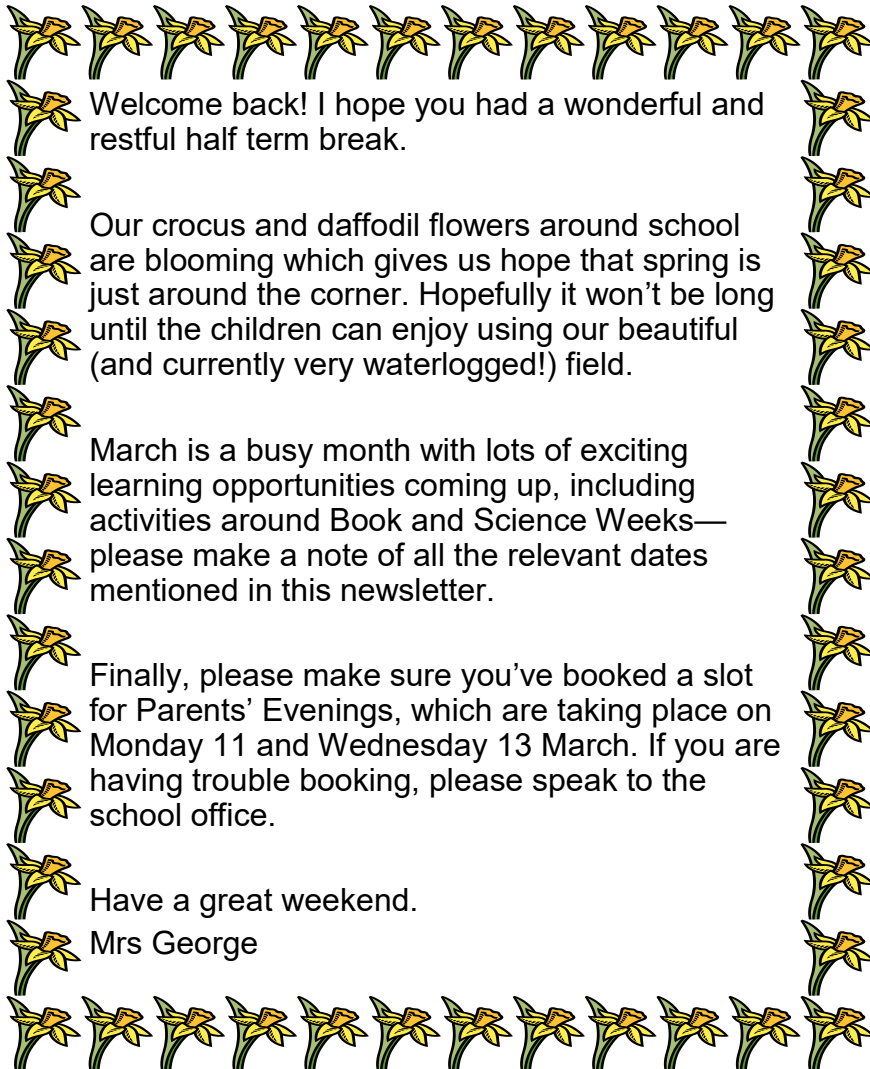 Welcome back! I hope you had a wonderful and
restful half term break.
Our crocus and daffodil flowers around school
are blooming which gives us hope that spring is
just around the corner. Hopefully it won’t be long
until the children can enjoy using our beautiful
(and currently very waterlogged!) field.
March is a busy month with lots of exciting
learning opportunities coming up, including
activities around Book and Science Weeks—
please make a note of all the relevant dates
mentioned in this newsletter.
Finally, please make sure you’ve booked a slot
for Parents’ Evenings, which are taking place on
Monday 11 and Wednesday 13 March. If you are
having trouble booking, please speak to the
school office.
Have a great weekend.
Mrs George